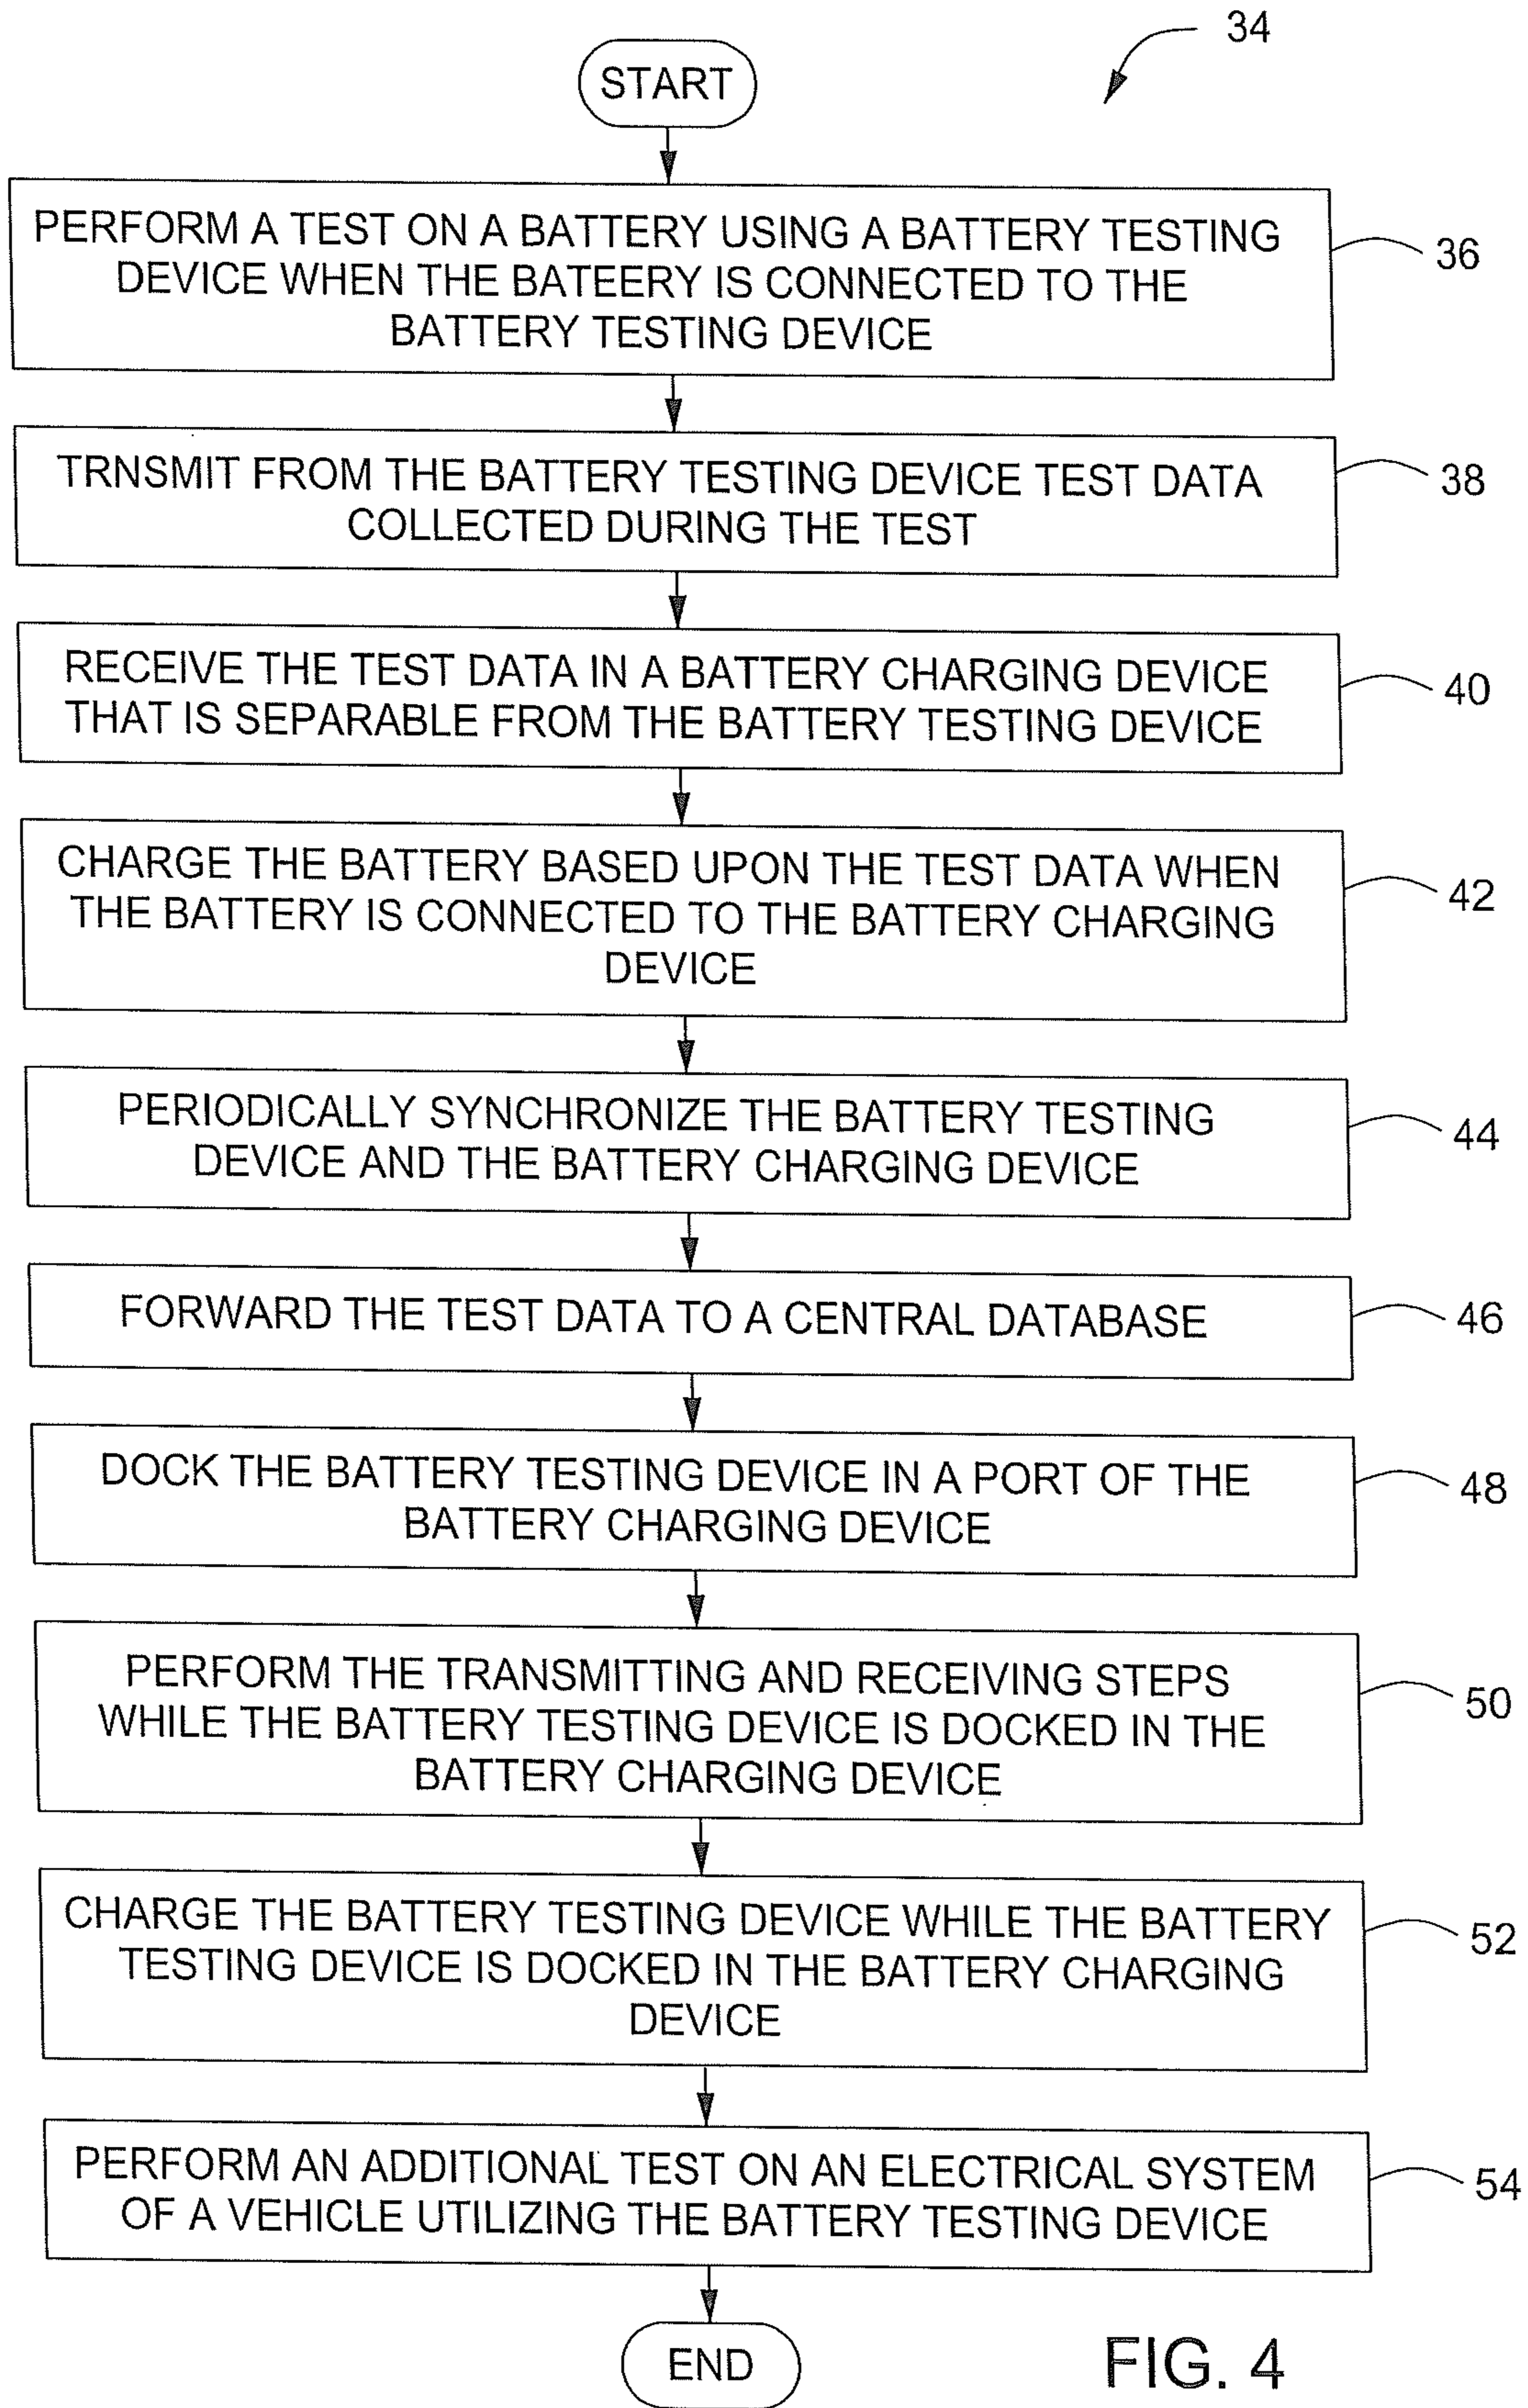 34
START
PERFORM A TEST ON A BATTERY USING A BATTERY TESTING
DEVICE WHEN THE BATEERY IS CONNECTED TO THE
BATTERY TESTING DEVICE
36
TRNSMIT FROM THE BATTERY TESTING DEVICE TEST DATA
COLLECTED DURING THE TEST
38
RECEIVE THE TEST DATA IN A BATTERY CHARGING DEVICE
THAT IS SEPARABLE FROM THE BATTERY TESTING DEVICE
40
CHARGE THE BATTERY BASED UPON THE TEST DATA WHEN
THE BATTERY IS CONNECTED TO THE BATTERY CHARGING
DEVICE
42
PERIODICALLY SYNCHRONIZE THE BATTERY TESTING
DEVICE AND THE BATTERY CHARGING DEVICE
44
FORWARD THE TEST DATA TO A CENTRAL DATABASE
46
DOCK THE BATTERY TESTING DEVICE IN A PORT OF THE
BATTERY CHARGING DEVICE
48
PERFORM THE TRANSMITTING AND RECEIVING STEPS
WHILE THE BATTERY TESTING DEVICE IS DOCKED IN THE
BATTERY CHARGING DEVICE
50
CHARGE THE BATTERY TESTING DEVICE WHILE THE BATTERY
TESTING DEVICE IS DOCKED IN THE BATTERY CHARGING
DEVICE
52
PERFORM AN ADDITIONAL TEST ON AN ELECTRICAL SYSTEM
OF A VEHICLE UTILIZING THE BATTERY TESTING DEVICE
54
END
FIG. 4